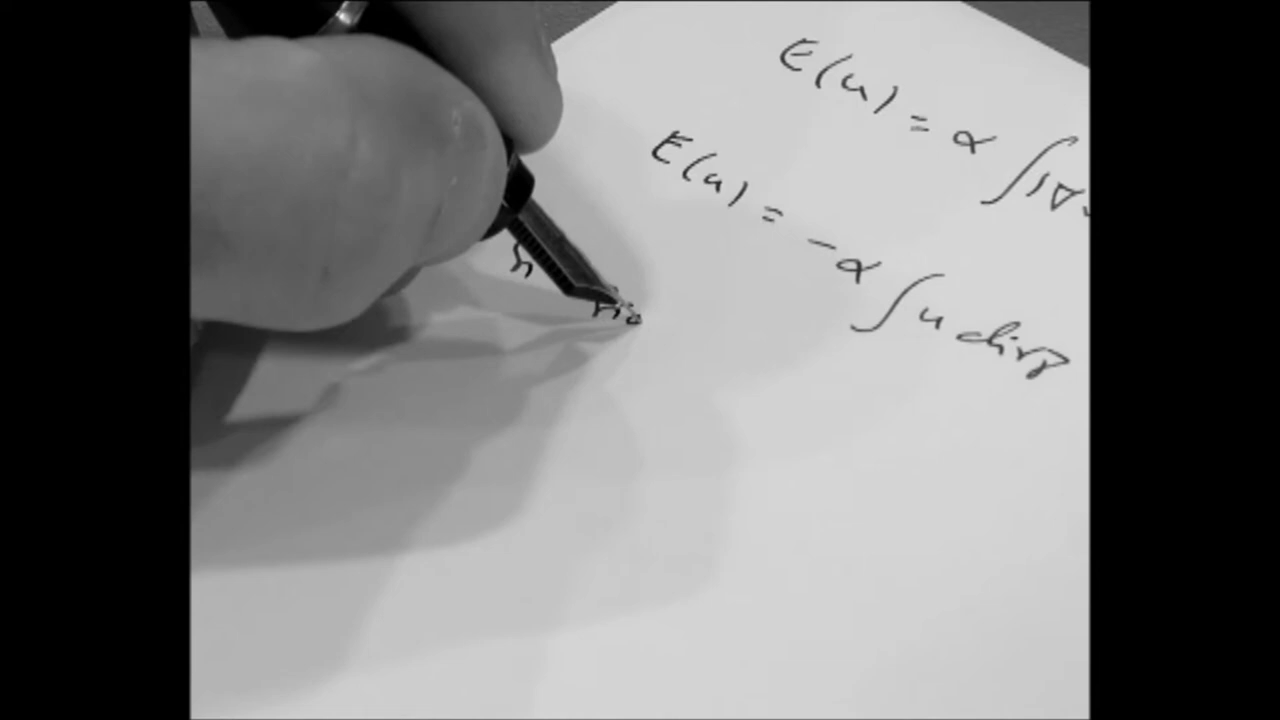 E(u) = α ∫|∇
E(u) = -α ∫ u div